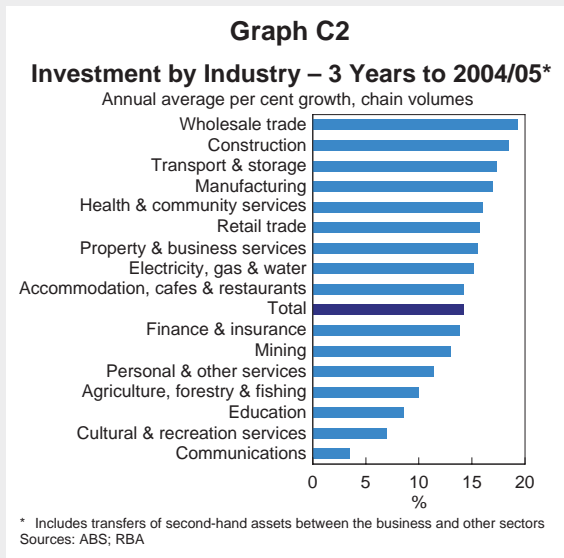 Graph C2
Investment by Industry – 3 Years to 2004/05*
Annual average per cent growth, chain volumes
Wholesale trade
Construction
Transport & storage
Manufacturing
Health & community services
Retail trade
Property & business services
Electricity, gas & water
Accommodation, cafes & restaurants
Total
Finance & insurance
Mining
Personal & other services
Agriculture, forestry & fishing
Education
Cultural & recreation services
Communications
0 5 10 15 20
%
* Includes transfers of second-hand assets between the business and other sectors
Sources: ABS; RBA